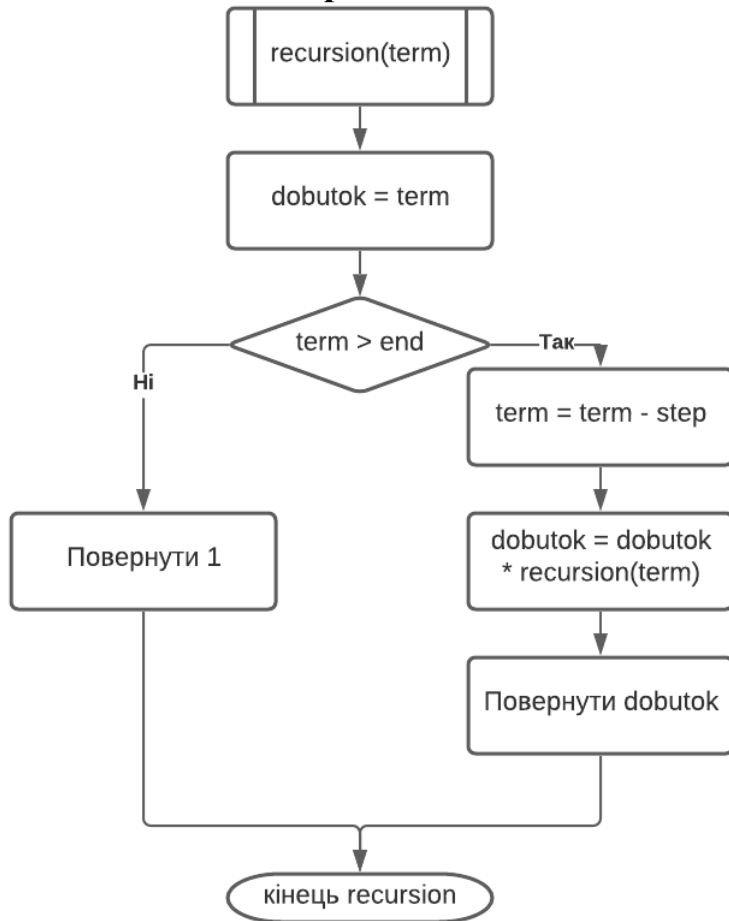 recursion(term)
dobutok = term
term > end
Ні
Так
term = term - step
Повернути 1
dobutok = dobutok
* recursion(term)
Повернути dobutok
кінець recursion